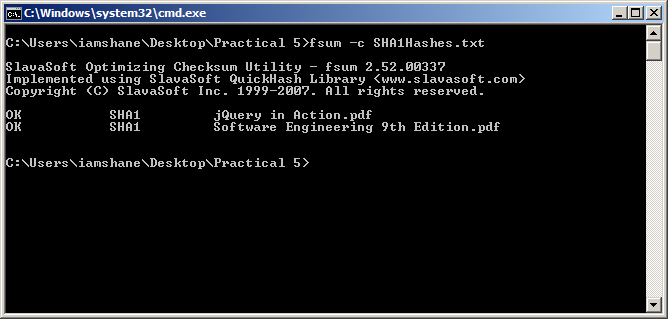 C:\Windows\system32\cmd.exe
C:\Users\iamshane\Desktop\Practical 5>fsum -c SHA1Hashes.txt
SlavaSoft Optimizing Checksum Utility - fsum 2.52.00337
Implemented using SlavaSoft QuickHash Library <www.slavasoft.com>
Copyright (C) SlavaSoft Inc. 1999-2007. All rights reserved.
OK SHA1 jQuery in Action.pdf
OK SHA1 Software Engineering 9th Edition.pdf
C:\Users\iamshane\Desktop\Practical 5>